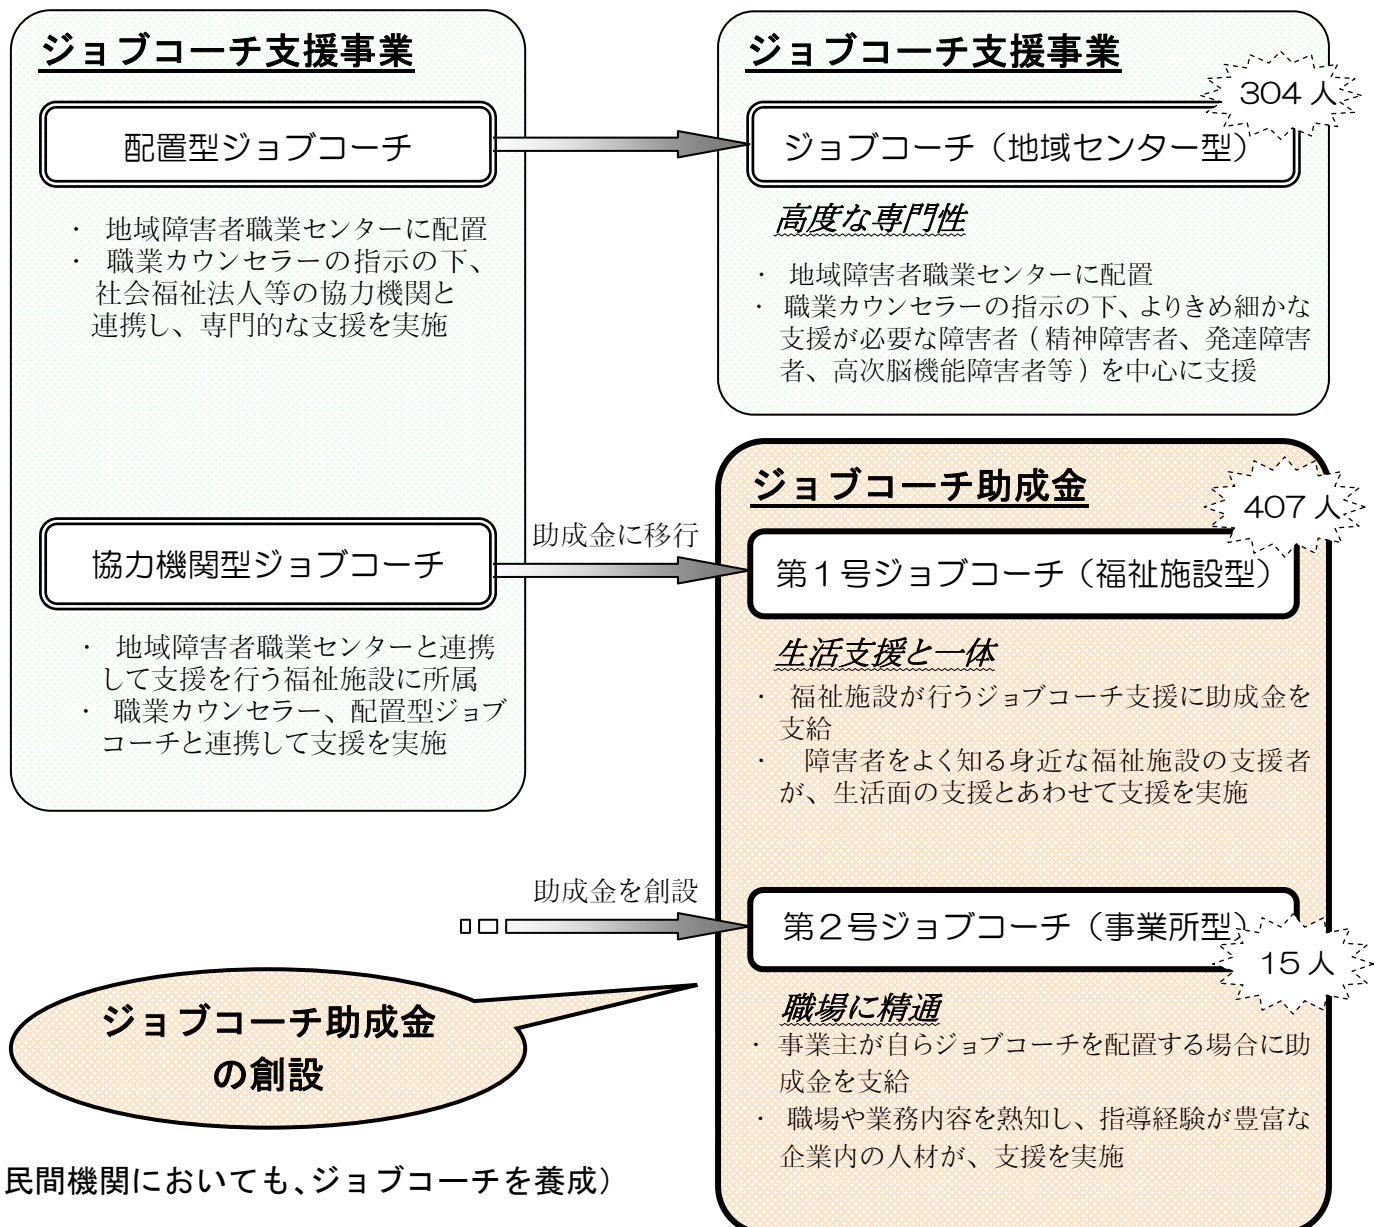 ジョブコーチ支援事業
配置型ジョブコーチ
・ 地域障害者職業センターに配置
・ 職業カウンセラーの指示の下、
社会福祉法人等の協力機関と
連携し、専門的な支援を実施
協力機関型ジョブコーチ
・ 地域障害者職業センターと連携
して支援を行う福祉施設に所属
・ 職業カウンセラー、配置型ジョブ
コーチと連携して支援を実施
ジョブコーチ支援事業
304人
ジョブコーチ（地域センター型）
高度な専門性
・ 地域障害者職業センターに配置
・ 職業カウンセラーの指示の下、よりきめ細かな
支援が必要な障害者（精神障害者、発達障害
者、高次脳機能障害者等）を中心に支援
助成金に移行
ジョブコーチ助成金
407人
第１号ジョブコーチ（福祉施設型）
生活支援と一体
・ 福祉施設が行うジョブコーチ支援に助成金を
支給
・ 障害者をよく知る身近な福祉施設の支援者
が、生活面の支援とあわせて支援を実施
助成金を創設
第２号ジョブコーチ（事業所型）
15人
職場に精通
・ 事業主が自らジョブコーチを配置する場合に助
成金を支給
・ 職場や業務内容を熟知し、指導経験が豊富な
企業内の人材が、支援を実施
ジョブコーチ助成金
の創設
民間機関においても、ジョブコーチを養成）